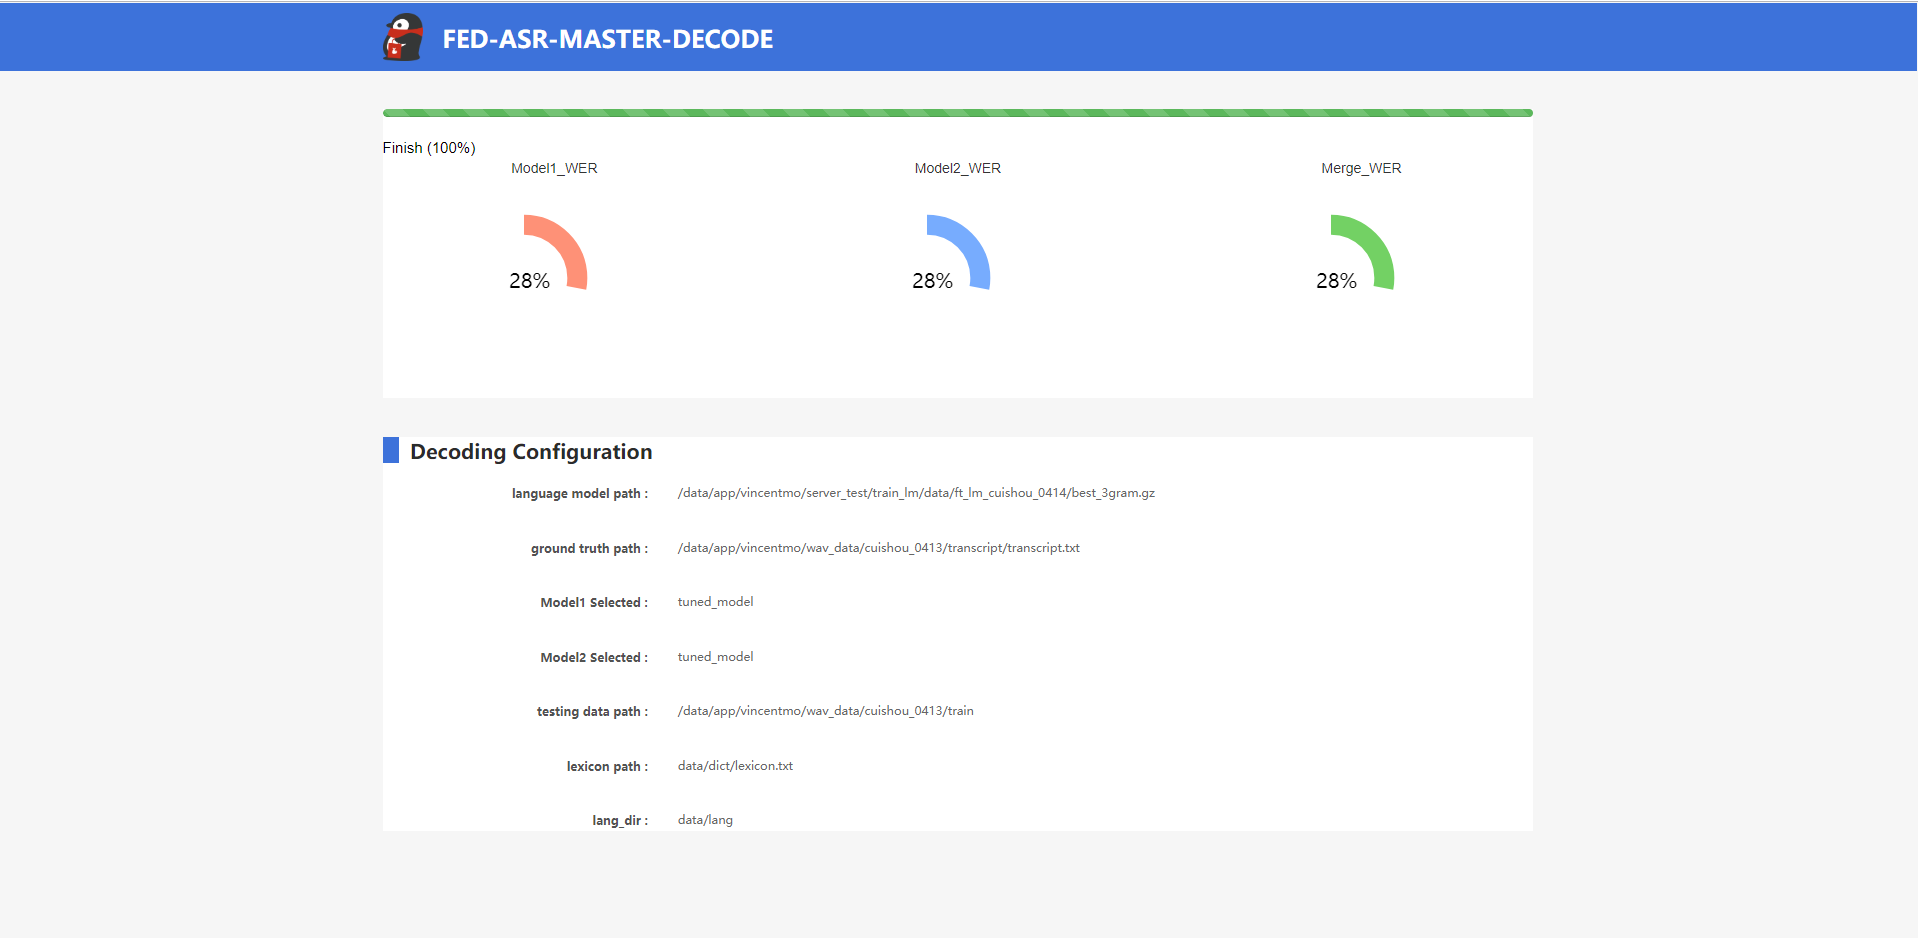 FED-ASR-MASTER-DECODE
Finish (100%)
Model1_WER
Model2_WER
Merge_WER
28%
28%
28%
Decoding Configuration
language model path : /data/app/vincentmo/server_test/train_lm/data/ft_lm_cuishou_0414/best_3gram.gz
ground truth path : /data/app/vincentmo/wav_data/cuishou_0413/transcript/transcript.txt
Model1 Selected : tuned_model
Model2 Selected : tuned_model
testing data path : /data/app/vincentmo/wav_data/cuishou_0413/train
lexicon path : data/dict/lexicon.txt
lang_dir : data/lang